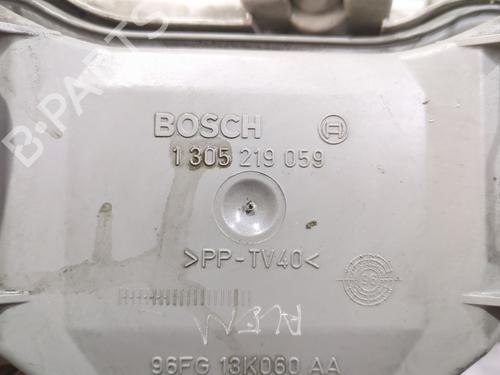 B-PARTS
BOSCH
1 305 219 059
>PP-TV40<
96FG 13K060 AA